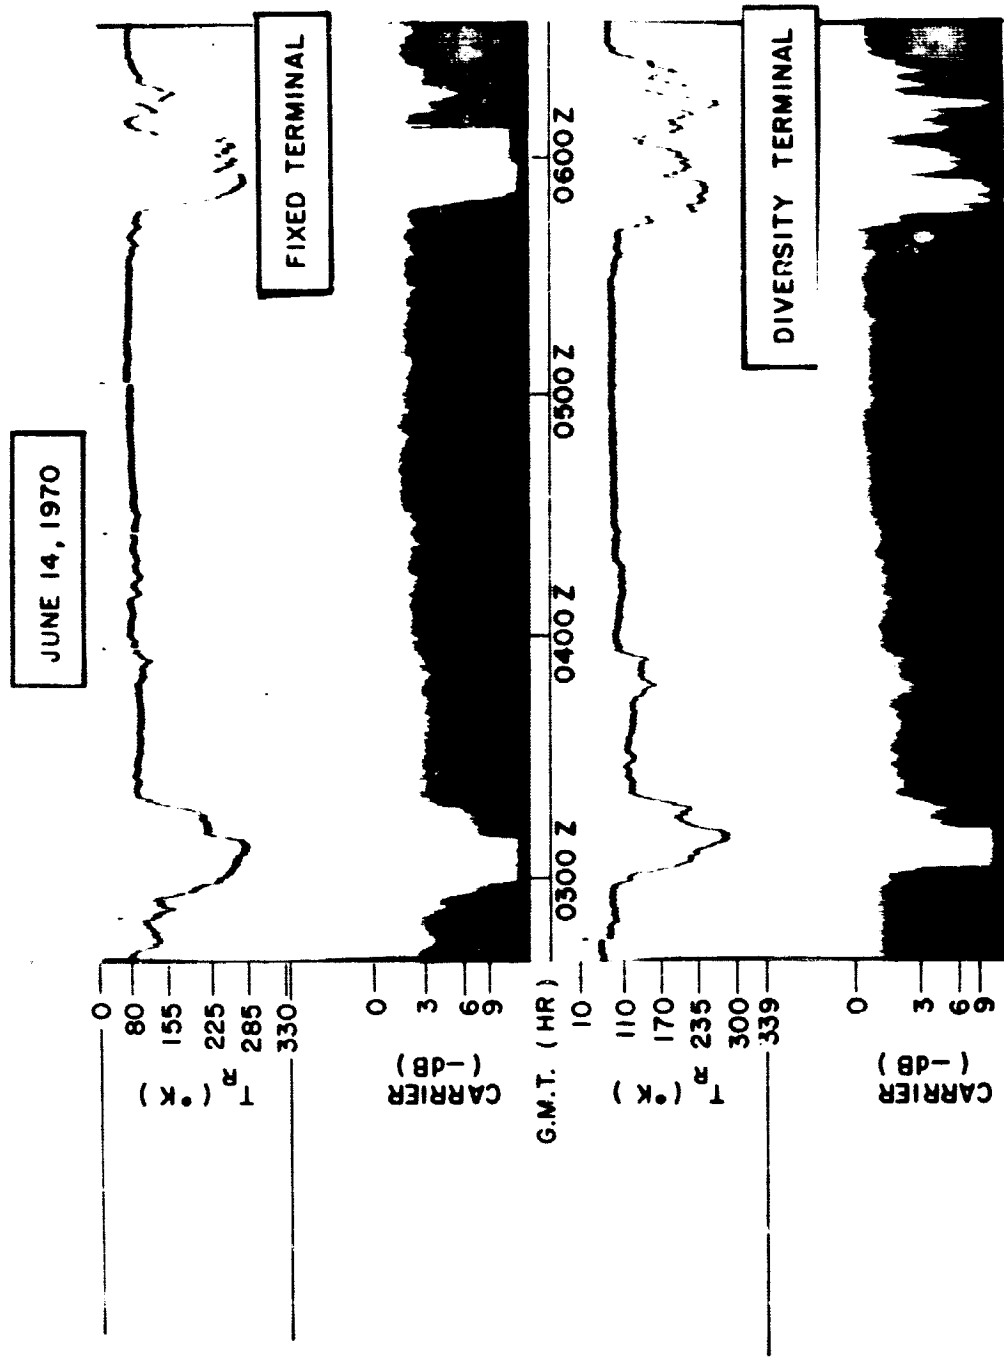 JUNE 14, 1970
FIXED TERMINAL
0
80
155
225
285
330
T_R (°K)
0
3
6
9
CARRIER
(-dB)
G.M.T. (HR)
0300 Z
0400 Z
0500 Z
0600 Z
DIVERSITY TERMINAL
10
110
170
235
300
339
T_R (°K)
0
3
6
9
CARRIER
(-dB)